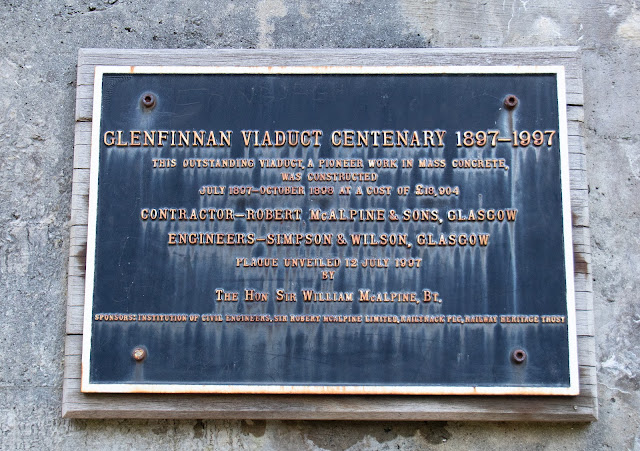 GLENFINNAN VIADUCT CENTENARY 1897–1997
THIS OUTSTANDING VIADUCT, A PIONEER WORK IN MASS CONCRETE,
WAS CONSTRUCTED
JULY 1897–OCTOBER 1898 AT A COST OF £18,904
CONTRACTOR–ROBERT McALPINE & SONS, GLASGOW
ENGINEERS–SIMPSON & WILSON, GLASGOW
PLAQUE UNVEILED 12 JULY 1997
BY
THE HON SIR WILLIAM McALPINE, BT.
SPONSORS: INSTITUTION OF CIVIL ENGINEERS, SIR ROBERT McALPINE LIMITED, RAILTRACK PLC, RAILWAY HERITAGE TRUST